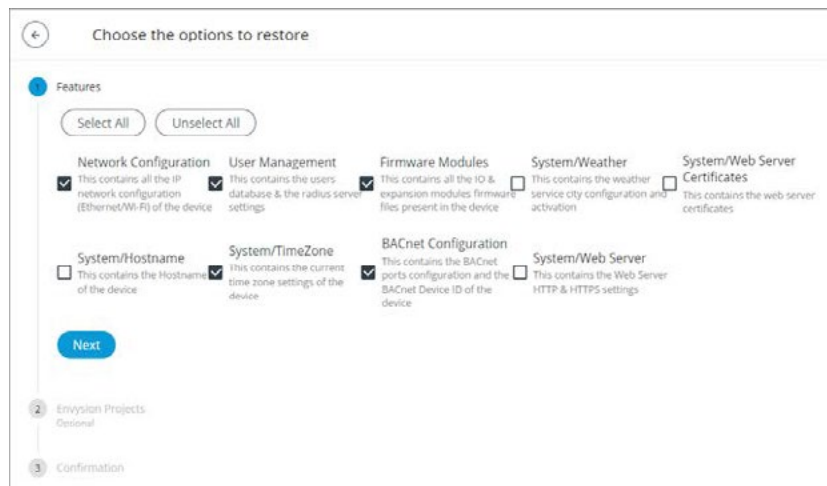 Choose the options to restore
1 Features
Select All Unselect All
Network Configuration
This contains all the IP
network configuration
(Ethernet/Wi-Fi) of the device
User Management
This contains the users
database & the radius server
settings
Firmware Modules
This contains all the IO &
expansion modules firmware
files present in the device
System/Weather
This contains the weather
service city configuration and
activation
System/Web Server
Certificates
This contains the web server
certificates
System/Hostname
This contains the Hostname
of the device
System/TimeZone
This contains the current
time zone settings of the
device
BACnet Configuration
This contains the BACnet
ports configuration and the
BACnet Device ID of the
device
System/Web Server
This contains the Web Server
HTTP & HTTPS settings
Next
2 Envysion Projects
Optional
3 Confirmation